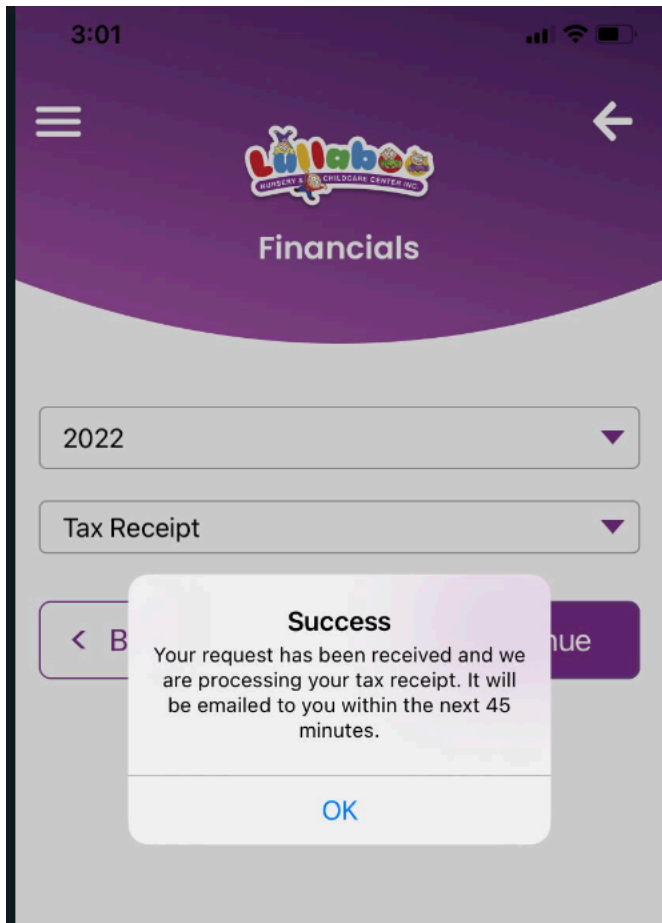 3:01
Lullaboo
NURSERY & CHILDCARE CENTER INC.
Financials
2022
Tax Receipt
< B
nue
Success
Your request has been received and we
are processing your tax receipt. It will
be emailed to you within the next 45
minutes.
OK